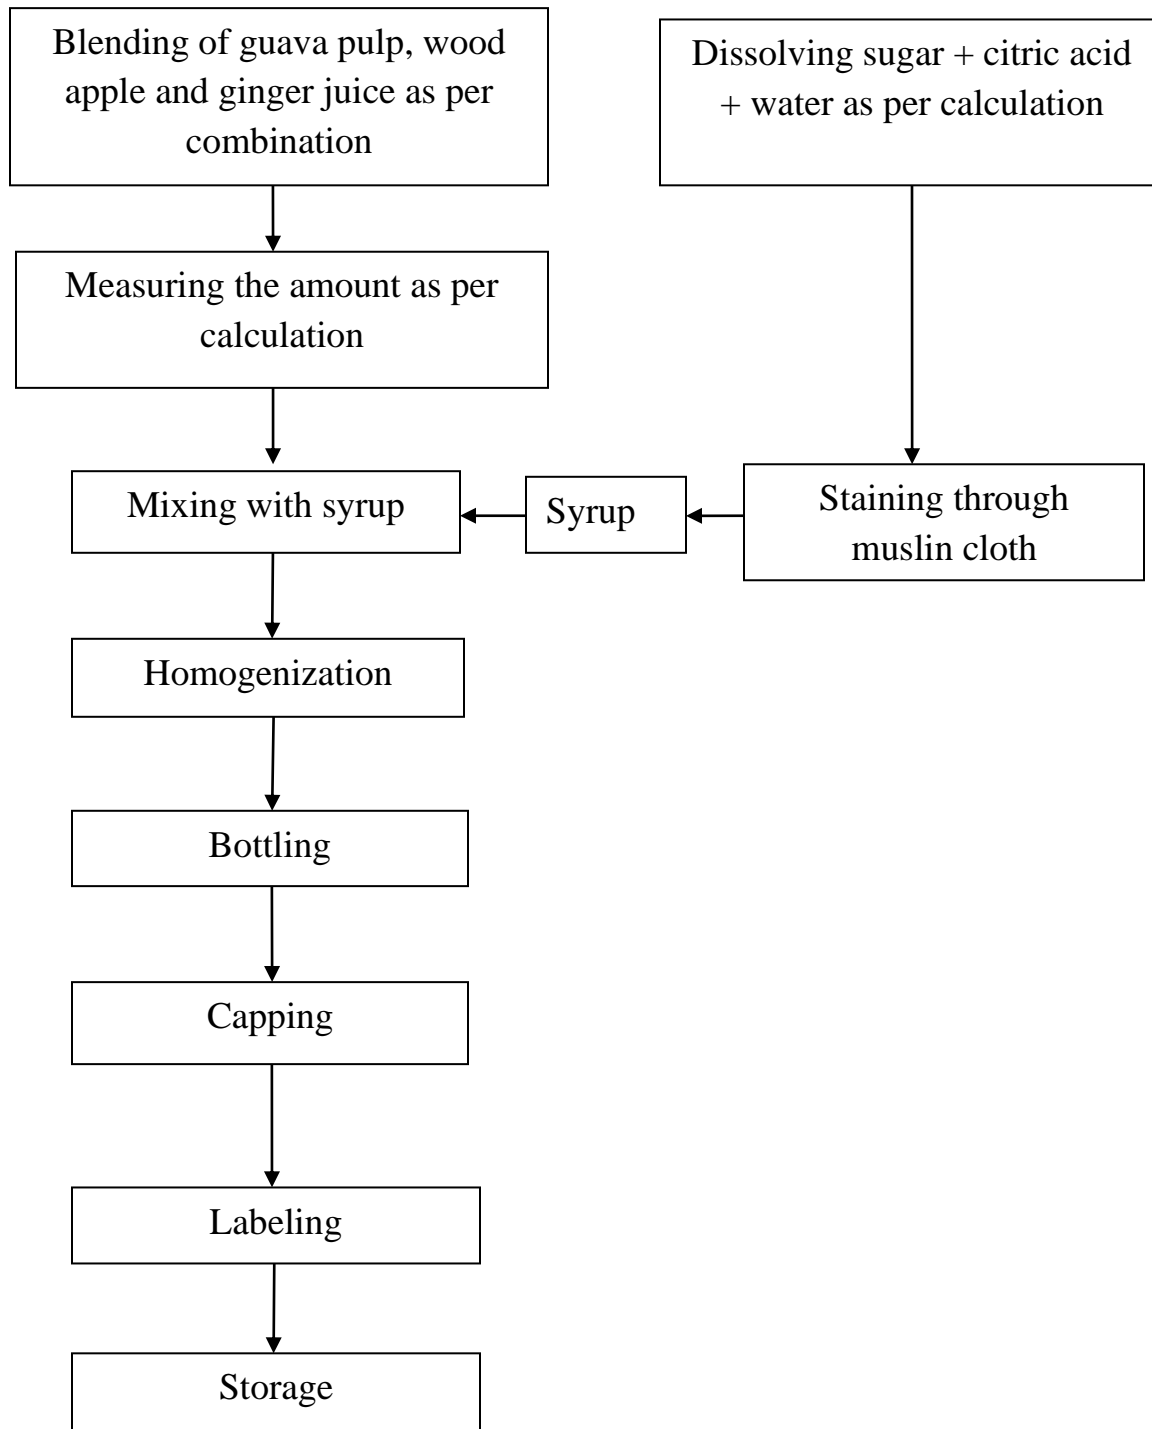 Blending of guava pulp, wood
apple and ginger juice as per
combination
Dissolving sugar + citric acid
+ water as per calculation
Measuring the amount as per
calculation
Mixing with syrup
Syrup
Staining through
muslin cloth
Homogenization
Bottling
Capping
Labeling
Storage